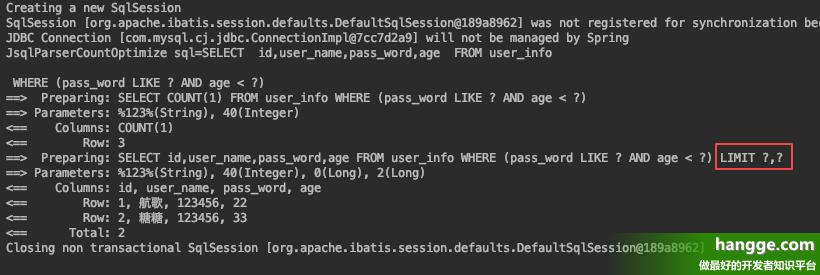 Creating a new SqlSession
SqlSession [org.apache.ibatis.session.defaults.DefaultSqlSession@189a8962] was not registered for synchronization bec
JDBC Connection [com.mysql.cj.jdbc.ConnectionImpl@7cc7d2a9] will not be managed by Spring
JsqlParserCountOptimize sql=SELECT  id,user_name,pass_word,age  FROM user_info
WHERE (pass_word LIKE ? AND age < ?)
==>  Preparing: SELECT COUNT(1) FROM user_info WHERE (pass_word LIKE ? AND age < ?)
==> Parameters: %123%(String), 40(Integer)
<==    Columns: COUNT(1)
<==        Row: 3
==>  Preparing: SELECT id,user_name,pass_word,age FROM user_info WHERE (pass_word LIKE ? AND age < ?) LIMIT ?,?
==> Parameters: %123%(String), 40(Integer), 0(Long), 2(Long)
<==    Columns: id, user_name, pass_word, age
<==        Row: 1, 航歌, 123456, 22
<==        Row: 2, 糖糖, 123456, 33
<==      Total: 2
Closing non transactional SqlSession [org.apache.ibatis.session.defaults.DefaultSqlSession@189a8962]
hangge.com
做最好的开发者知识平台